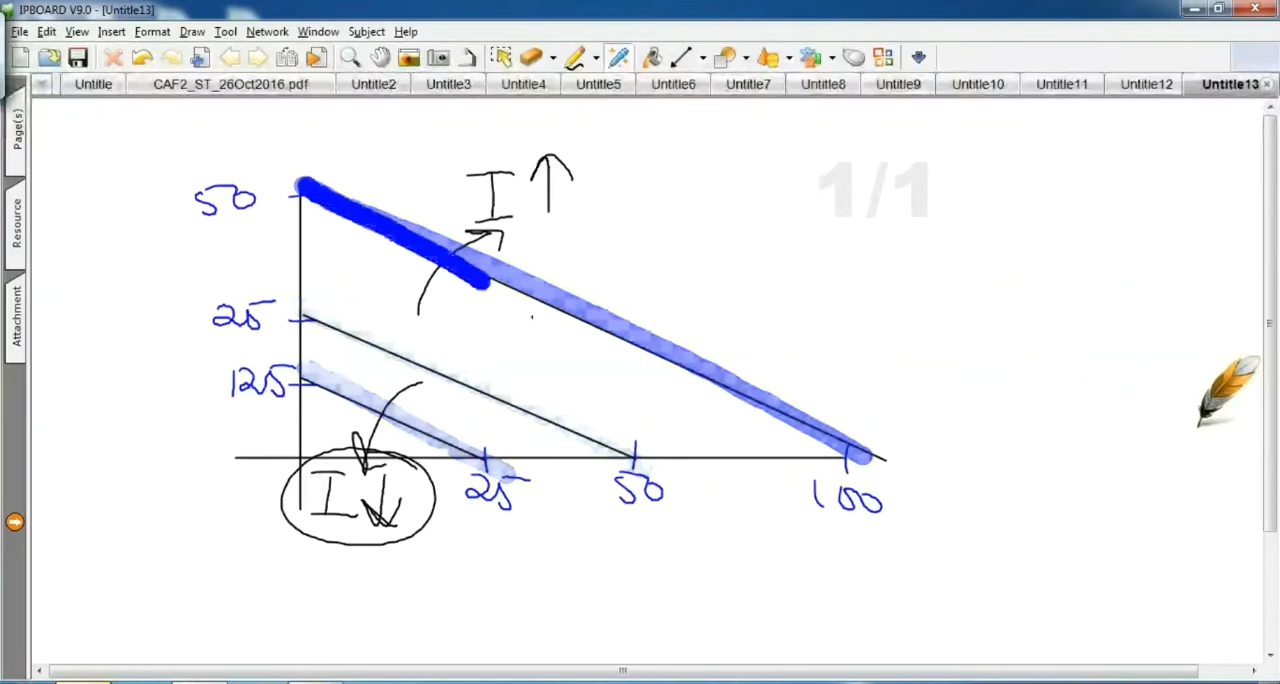 IPBOARD V9.0 - [Untitle13]
File Edit View Insert Format Draw Tool Network Window Subject Help
Untitle CAF2_ST_26Oct2016.pdf Untitle2 Untitle3 Untitle4 Untitle5 Untitle6 Untitle7 Untitle8 Untitle9 Untitle10 Untitle11 Untitle12 Untitle13
Page(s)
Resource
Attachment
1/1
I ↑
50
25
125
I ↓
25
50
100